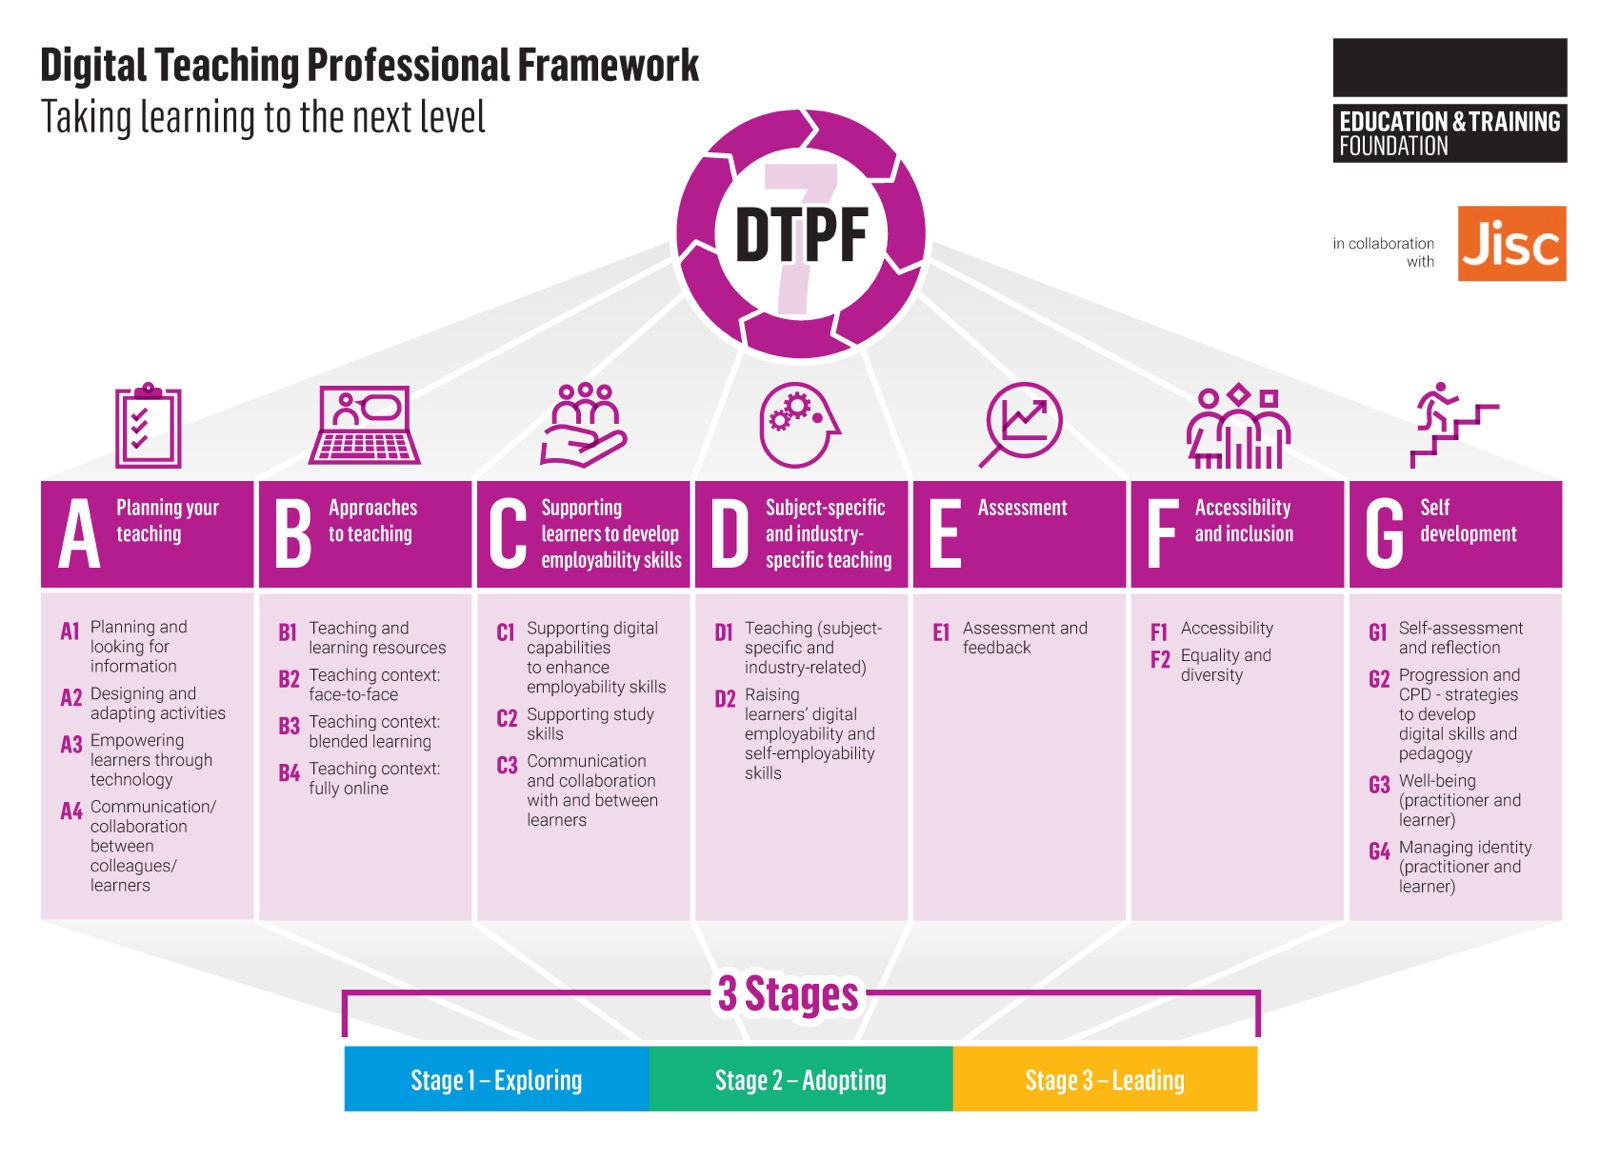 Digital Teaching Professional Framework
Taking learning to the next level
EDUCATION & TRAINING
FOUNDATION
in collaboration
with
Jisc
7
DTPF
A
Planning your
teaching
A1 Planning and
looking for
information
A2 Designing and
adapting activities
A3 Empowering
learners through
technology
A4 Communication/
collaboration
between
colleagues/
learners
B
Approaches
to teaching
B1 Teaching and
learning resources
B2 Teaching context:
face-to-face
B3 Teaching context:
blended learning
B4 Teaching context:
fully online
C
Supporting
learners to develop
employability skills
C1 Supporting digital
capabilities
to enhance
employability skills
C2 Supporting study
skills
C3 Communication
and collaboration
with and between
learners
D
Subject-specific
and industry-
specific teaching
D1 Teaching (subject-
specific and
industry-related)
D2 Raising
learners’ digital
employability and
self-employability
skills
E
Assessment
E1 Assessment and
feedback
F
Accessibility
and inclusion
F1 Accessibility
F2 Equality and
diversity
G
Self
development
G1 Self-assessment
and reflection
G2 Progression and
CPD - strategies
to develop
digital skills and
pedagogy
G3 Well-being
(practitioner and
learner)
G4 Managing identity
(practitioner and
learner)
3 Stages
Stage 1 – Exploring
Stage 2 – Adopting
Stage 3 – Leading